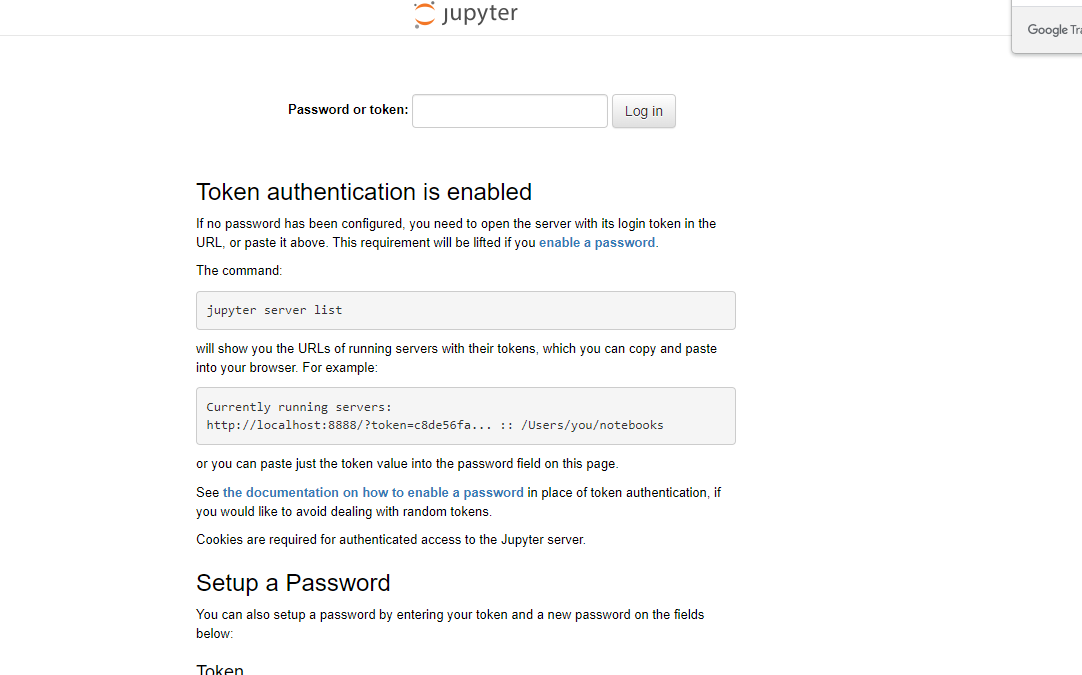 jupyter
Google Tra
Password or token:
Log in
Token authentication is enabled
If no password has been configured, you need to open the server with its login token in the
URL, or paste it above. This requirement will be lifted if you enable a password.
The command:
jupyter server list
will show you the URLs of running servers with their tokens, which you can copy and paste
into your browser. For example:
Currently running servers:
http://localhost:8888/?token=c8de56fa... :: /Users/you/notebooks
or you can paste just the token value into the password field on this page.
See the documentation on how to enable a password in place of token authentication, if
you would like to avoid dealing with random tokens.
Cookies are required for authenticated access to the Jupyter server.
Setup a Password
You can also setup a password by entering your token and a new password on the fields
below:
Token